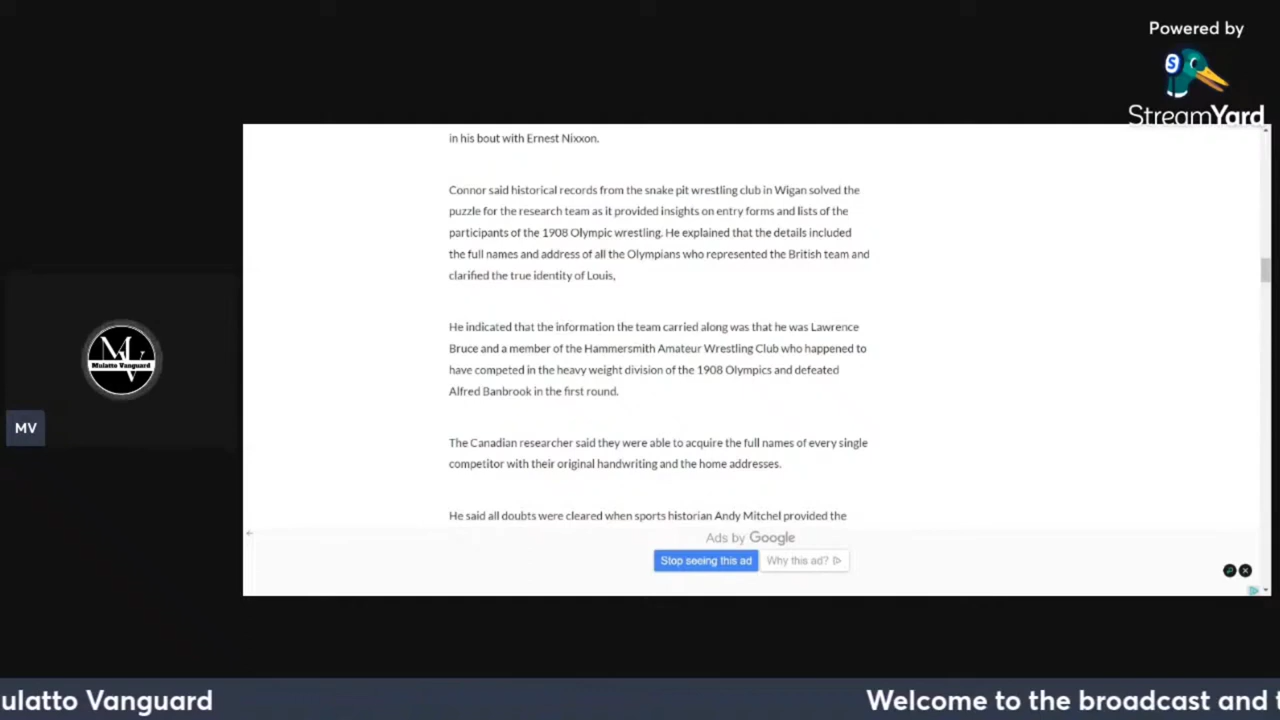 Powered by
S
StreamYard
in his bout with Ernest Nixxon.
Connor said historical records from the snake pit wrestling club in Wigan solved the
puzzle for the research team as it provided insights on entry forms and lists of the
participants of the 1908 Olympic wrestling. He explained that the details included
the full names and address of all the Olympians who represented the British team and
clarified the true identity of Louis,
He indicated that the information the team carried along was that he was Lawrence
Bruce and a member of the Hammersmith Amateur Wrestling Club who happened to
have competed in the heavy weight division of the 1908 Olympics and defeated
Alfred Banbrook in the first round.
The Canadian researcher said they were able to acquire the full names of every single
competitor with their original handwriting and the home addresses.
He said all doubts were cleared when sports historian Andy Mitchel provided the
Ads by Google
Stop seeing this ad
Why this ad?
MV
Mulatto Vanguard
MV
ulatto Vanguard
Welcome to the broadcast and t